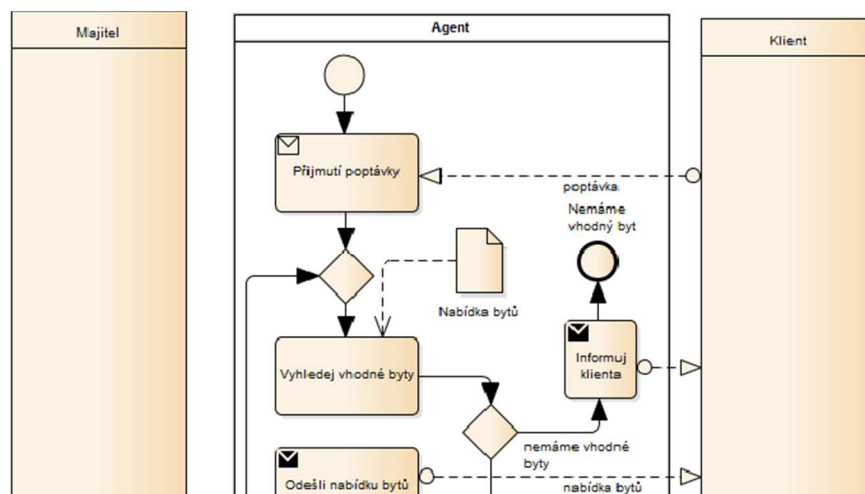 Majitel
Agent
Klient
Přijmutí poptávky
poptávka
Nemáme
vhodný byt
Nabídka bytů
Informuj
klienta
Vyhledej vhodné byty
nemáme vhodné
byty
Odešli nabídku bytů
nabídka bytů